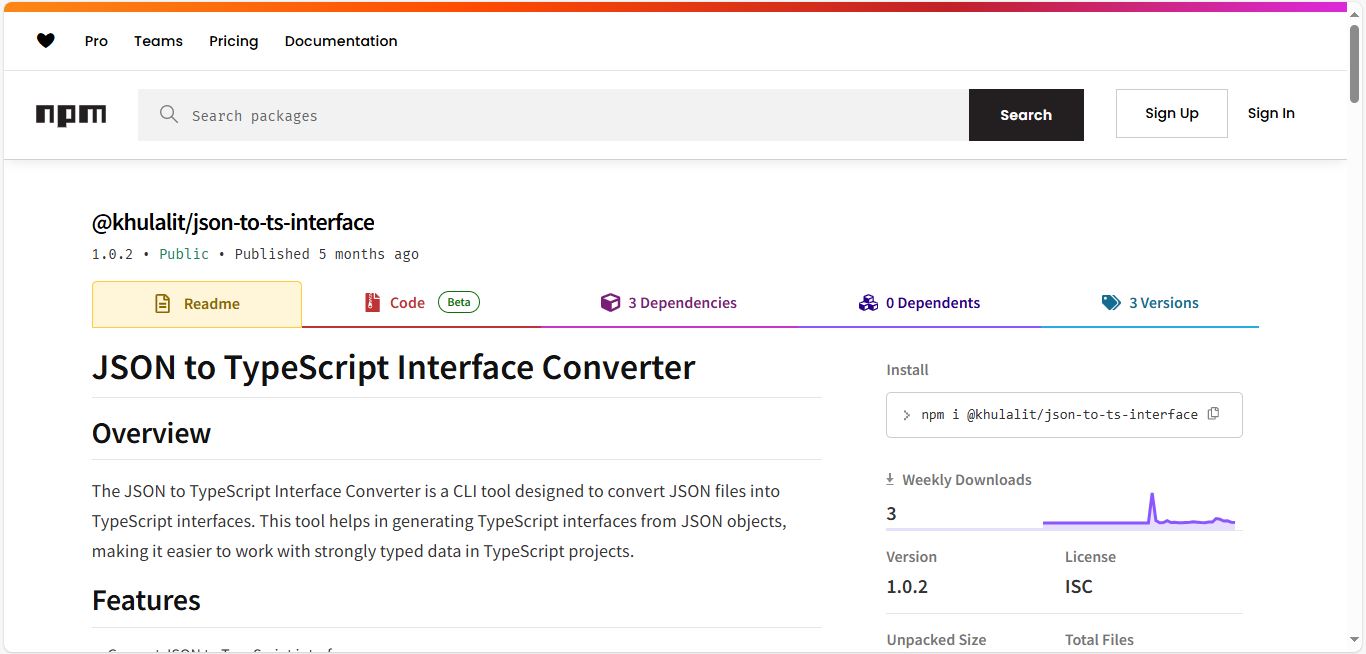 Pro Teams Pricing Documentation
npm Search packages Search Sign Up Sign In
@khulalit/json-to-ts-interface
1.0.2 • Public • Published 5 months ago
Readme Code Beta 3 Dependencies 0 Dependents 3 Versions
JSON to TypeScript Interface Converter
Overview
The JSON to TypeScript Interface Converter is a CLI tool designed to convert JSON files into
TypeScript interfaces. This tool helps in generating TypeScript interfaces from JSON objects,
making it easier to work with strongly typed data in TypeScript projects.
Features
Install
> npm i @khulalit/json-to-ts-interface
Weekly Downloads
3
Version License
1.0.2 ISC
Unpacked Size Total Files